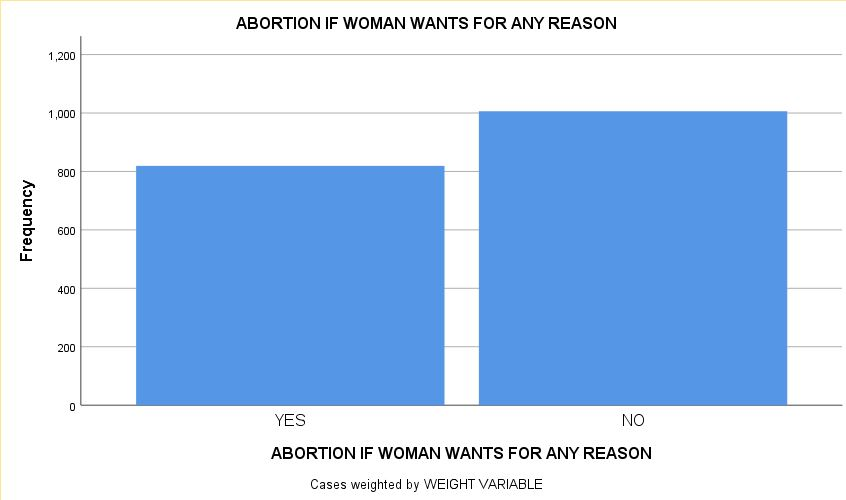 ABORTION IF WOMAN WANTS FOR ANY REASON
1,200
1,000
800
600
400
200
0
Frequency
YES
NO
ABORTION IF WOMAN WANTS FOR ANY REASON
Cases weighted by WEIGHT VARIABLE